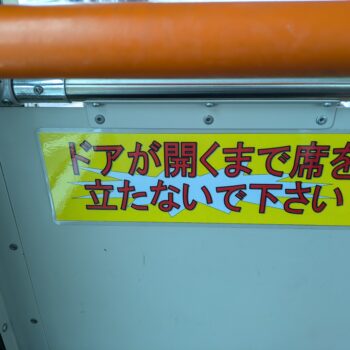 ドアが開くまで席を
立たないで下さい